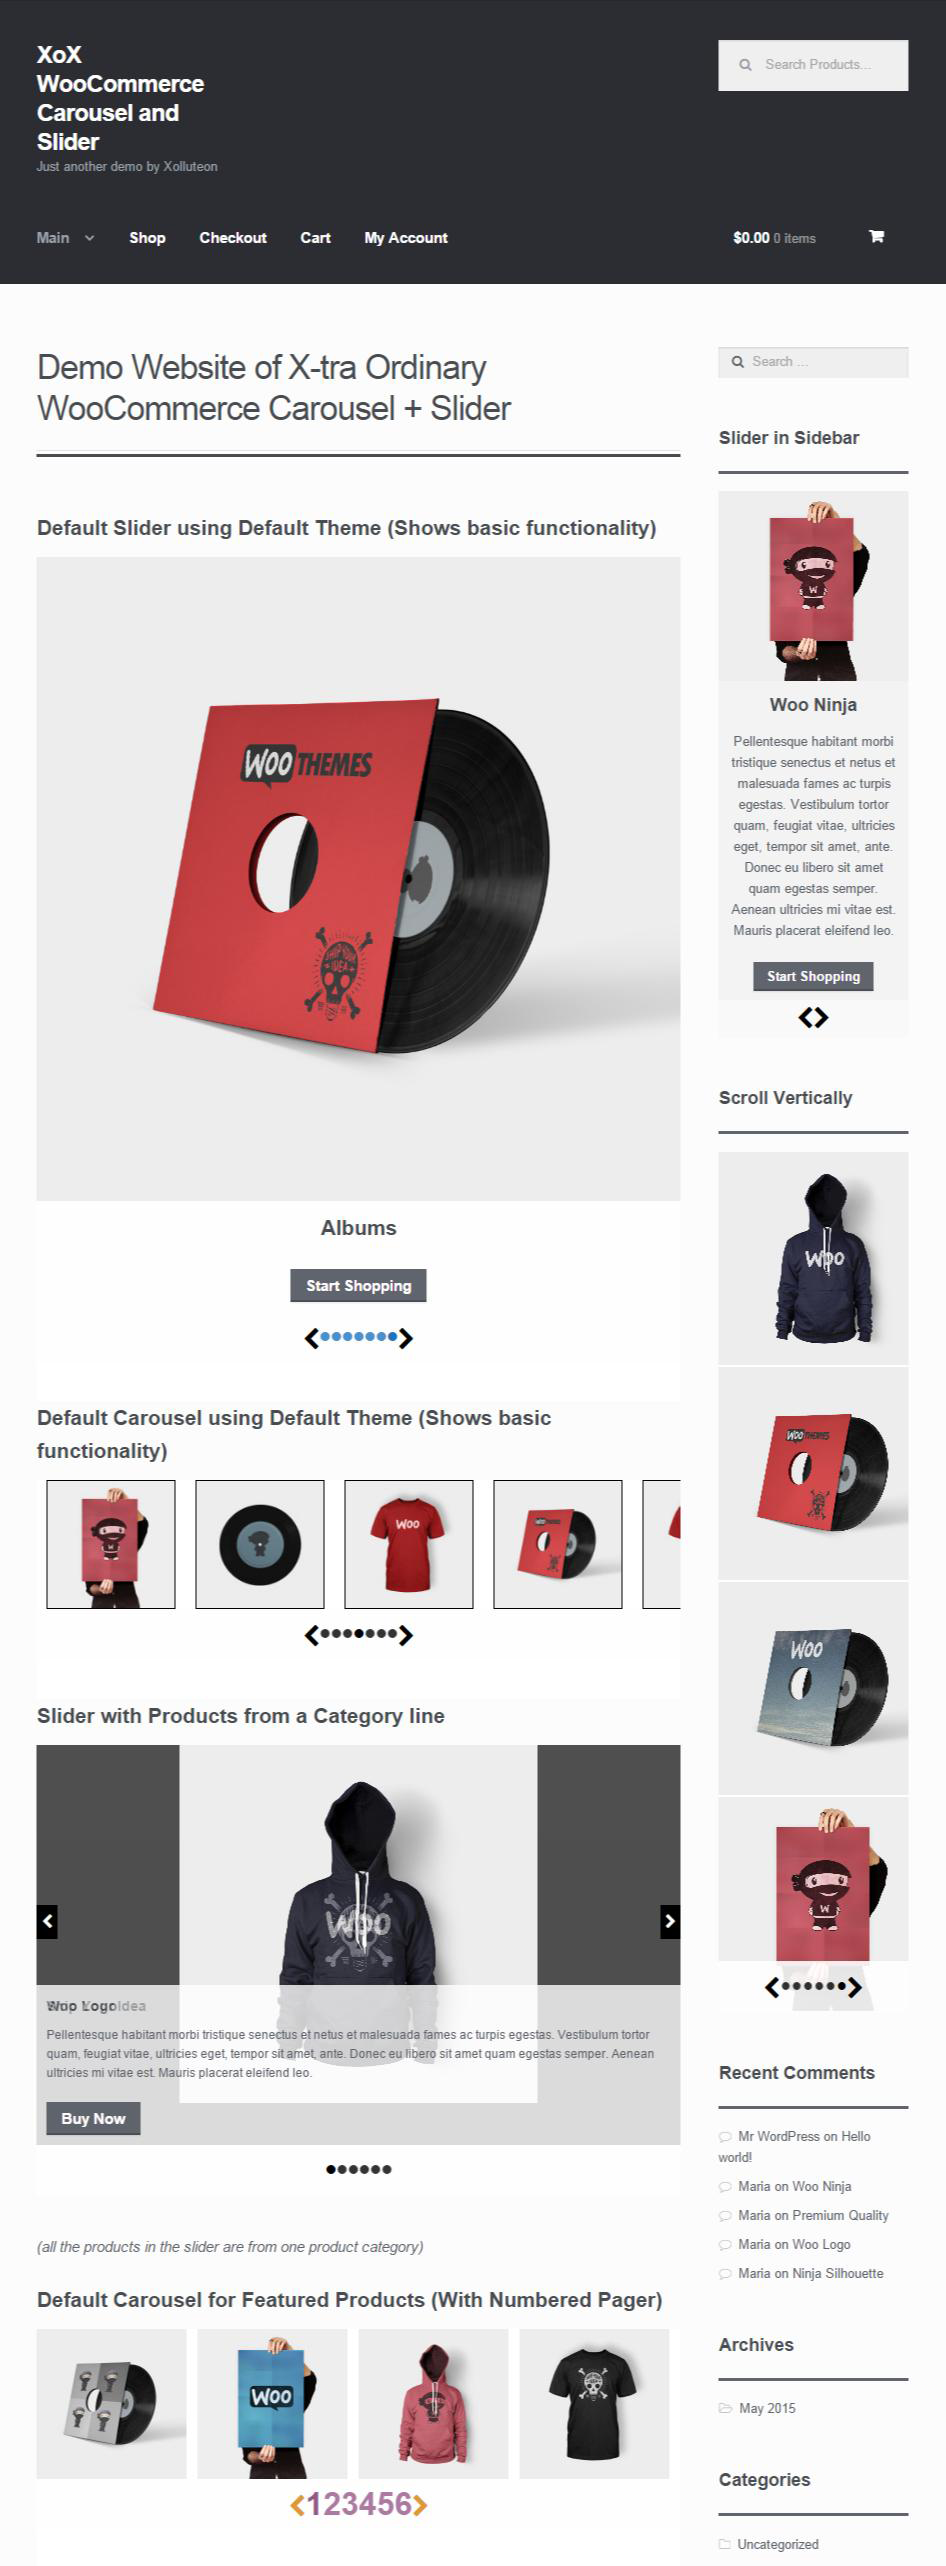 XoX
WooCommerce
Carousel and
Slider
Just another demo by Xolluteon
Search Products...
Main
Shop
Checkout
Cart
My Account
$0.00 0 items
Demo Website of X-tra Ordinary
WooCommerce Carousel + Slider
Default Slider using Default Theme (Shows basic functionality)
WOO THEMES
SHIP YOUR
IDEA
Albums
Start Shopping
Default Carousel using Default Theme (Shows basic
functionality)
Woo
Slider with Products from a Category line
WOO
Pellentesque habitant morbi tristique senectus et netus et malesuada fames ac turpis egestas. Vestibulum tortor
quam, feugiat vitae, ultricies eget, tempor sit amet, ante. Donec eu libero sit amet quam egestas semper. Aenean
ultricies mi vitae est. Mauris placerat eleifend leo.
Buy Now
(all the products in the slider are from one product category)
Default Carousel for Featured Products (With Numbered Pager)
WOO
123456
Search ...
Slider in Sidebar
W
Woo Ninja
Pellentesque habitant morbi
tristique senectus et netus et
malesuada fames ac turpis
egestas. Vestibulum tortor
quam, feugiat vitae, ultricies
eget, tempor sit amet, ante.
Donec eu libero sit amet
quam egestas semper.
Aenean ultricies mi vitae est.
Mauris placerat eleifend leo.
Start Shopping
Scroll Vertically
Woo
WOO THEMES
WOO
W
Recent Comments
Mr WordPress on Hello
world!
Maria on Woo Ninja
Maria on Premium Quality
Maria on Woo Logo
Maria on Ninja Silhouette
Archives
May 2015
Categories
Uncategorized